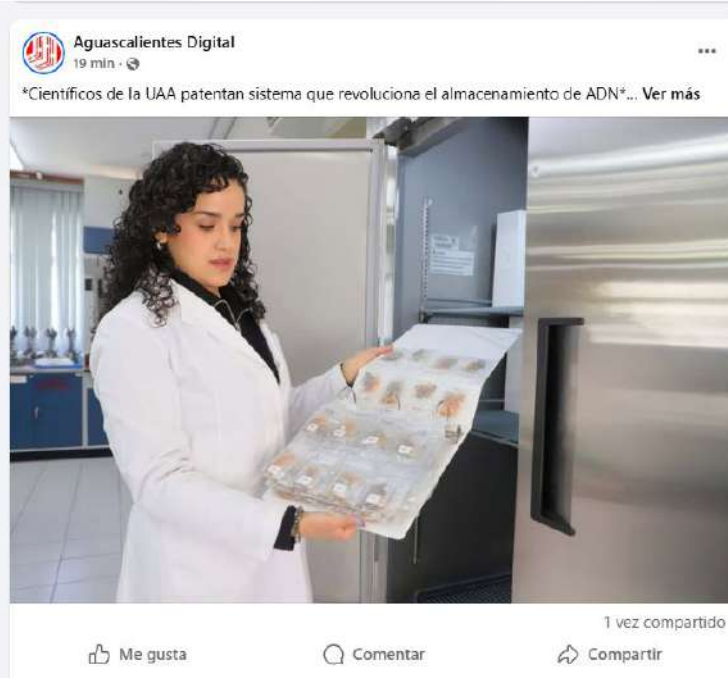 Aguascalientes Digital
19 min ·
*Científicos de la UAA patentan sistema que revoluciona el almacenamiento de ADN*... Ver más
1 vez compartido
Me gusta
Comentar
Compartir